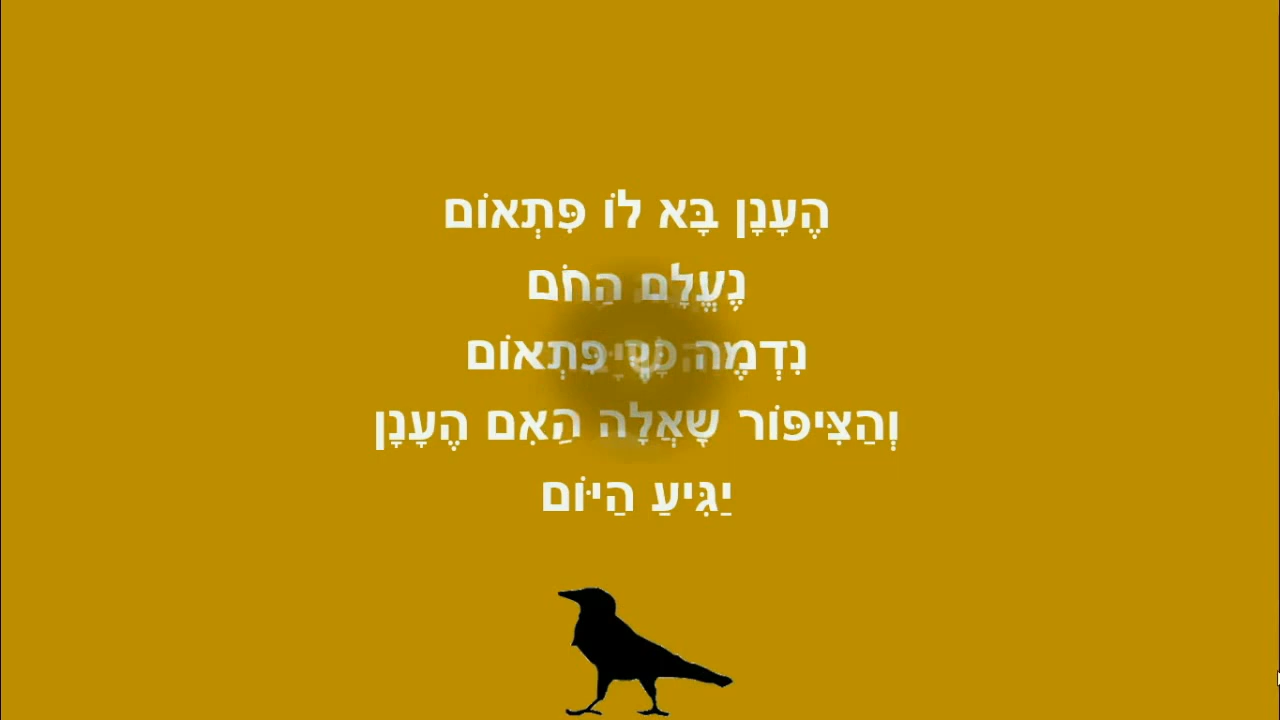 הֶעָנָן בָּא לוֹ פִּתְאוֹם
נֶעֱלָם הַחֹם
נִדְמֶה פִּתְאוֹם
וְהַצִּיפּוֹר שָׁאֲלָה הַאִם הֶעָנָן
יַגִּיעַ הַיּוֹם